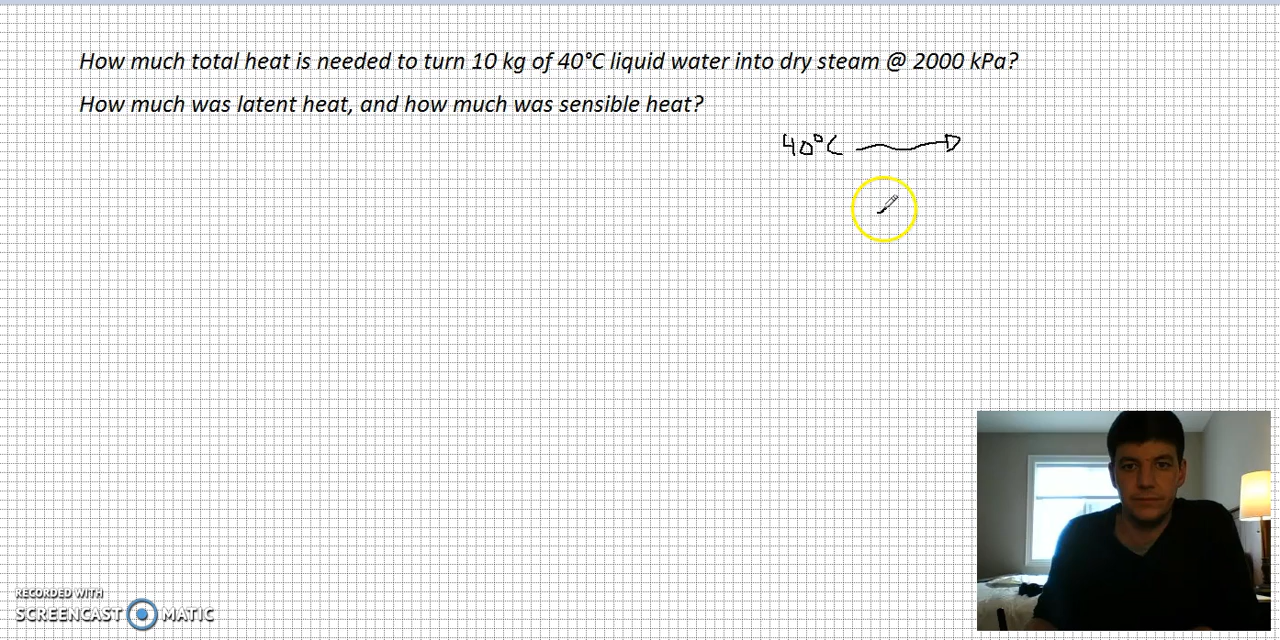 How much total heat is needed to turn 10 kg of 40°C liquid water into dry steam @ 2000 kPa?
How much was latent heat, and how much was sensible heat?
40°C
RECORDED WITH
SCREENCAST MATIC